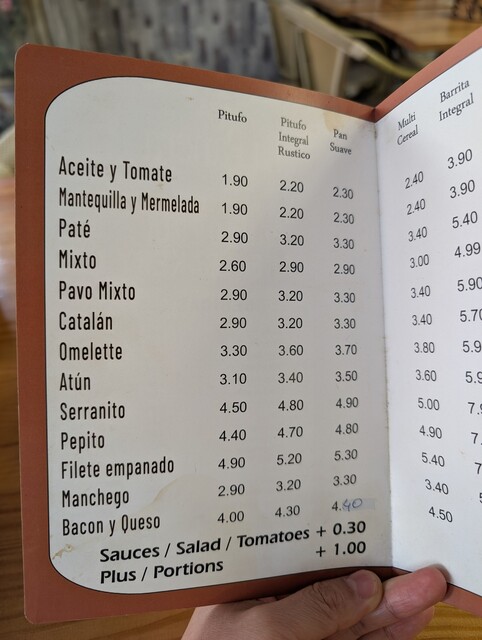 Pitufo Pitufo Integral Rustico Pan Suave Multi Cereal Barrita Integral
Aceite y Tomate 1.90 2.20 2.30 2.40 3.90
Mantequilla y Mermelada 1.90 2.20 2.30 2.40 3.90
Paté 2.90 3.20 3.30 3.40 5.40
Mixto 2.60 2.90 2.90 3.00 4.99
Pavo Mixto 2.90 3.20 3.30 3.40
Catalán 2.90 3.20 3.30 3.40
Omelette 3.30 3.60 3.70 3.80
Atún 3.10 3.40 3.50 3.60
Serranito 4.50 4.80 4.90 5.00
Pepito 4.40 4.70 4.80 4.90
Filete empanado 4.90 5.20 5.30 5.40
Manchego 2.90 3.20 3.30 3.40
Bacon y Queso 4.00 4.30 4.40 4.50
Sauces / Salad / Tomatoes + 0.30
Plus / Portions + 1.00